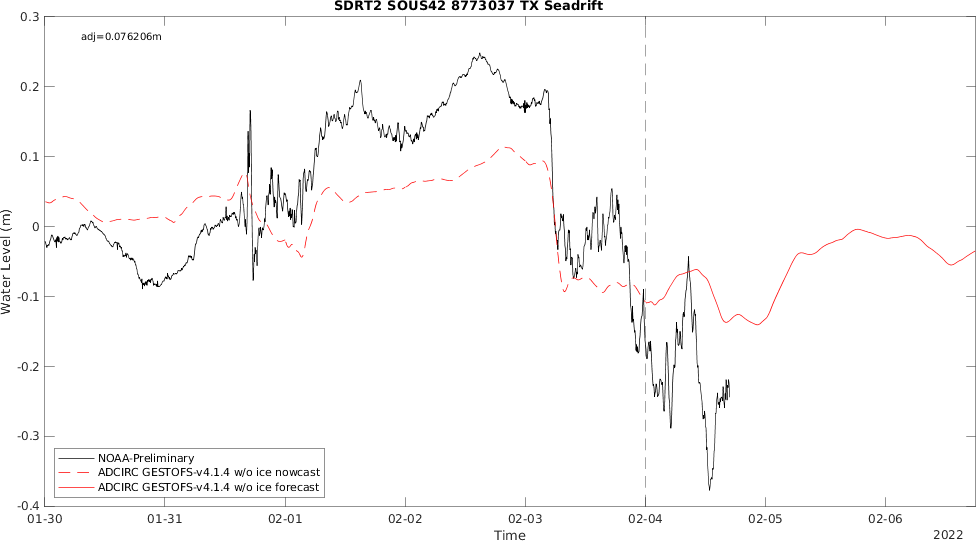 SDRT2 SOUS42 8773037 TX Seadrift
adj=0.076206m
0.3
0.2
0.1
0
-0.1
-0.2
-0.3
-0.4
Water Level (m)
NOAA-Preliminary
ADCIRC GESTOFS-v4.1.4 w/o ice nowcast
ADCIRC GESTOFS-v4.1.4 w/o ice forecast
01-30 01-31 02-01 02-02 02-03 02-04 02-05 02-06
Time
2022